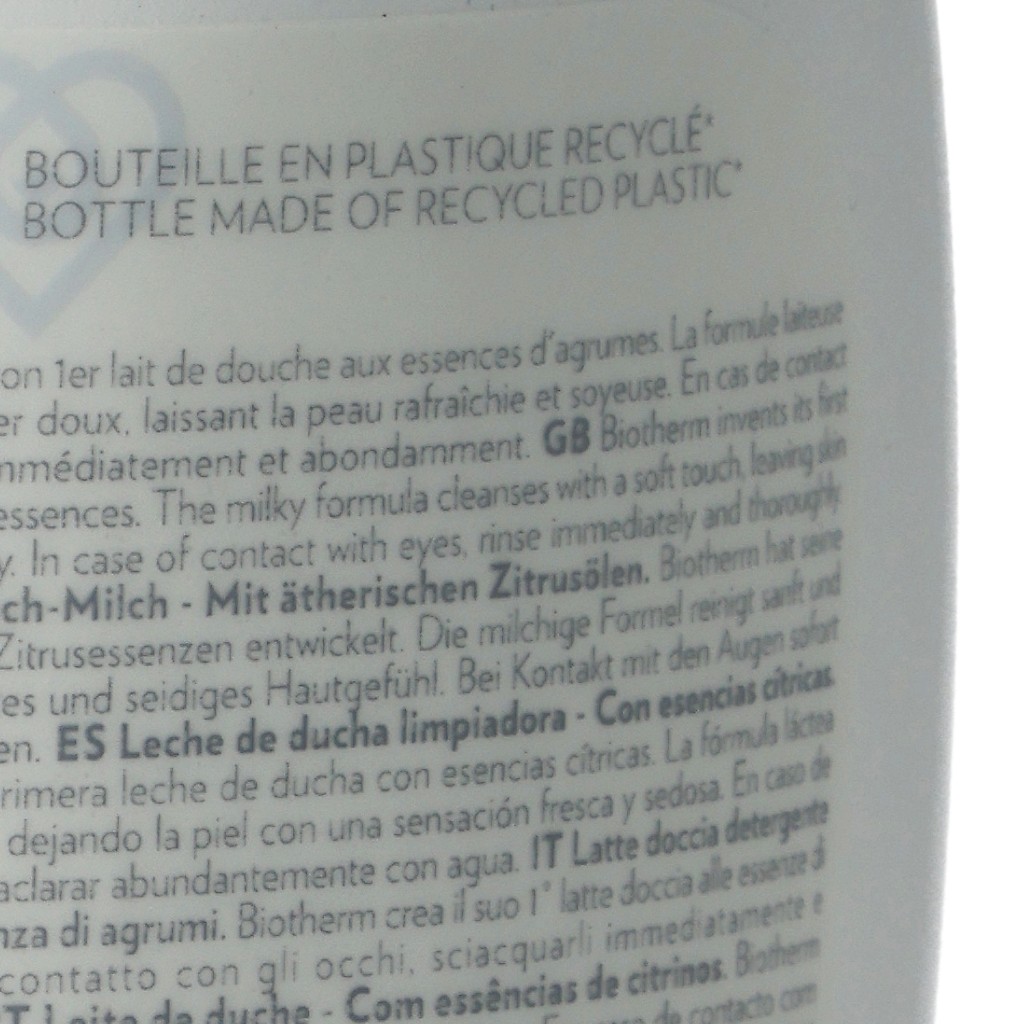 BOUTEILLE EN PLASTIQUE RECYCLÉ*
BOTTLE MADE OF RECYCLED PLASTIC*
on 1er lait de douche aux essences d'agrumes. La formule laiteuse
er doux, laissant la peau rafraîchie et soyeuse. En cas de contact
mmédiatement et abondamment. GB Biotherm invents its first
essences. The milky formula cleanses with a soft touch, leaving skin
y. In case of contact with eyes, rinse immediately and thoroughly
ch-Milch - Mit ätherischen Zitrusölen. Biotherm hat seine
Zitrusessenzen entwickelt. Die milchige Formel reinigt sanft und
es und seidiges Hautgefühl. Bei Kontakt mit den Augen sofort
en. ES Leche de ducha limpiadora - Con esencias cítricas.
rimera leche de ducha con esencias cítricas. La fórmula láctea
dejando la piel con una sensación fresca y sedosa. En caso de
aclarar abundantemente con agua. IT Latte doccia detergente
nza di agrumi. Biotherm crea il suo 1° latte doccia alle essenze di
contatto con gli occhi, sciacquarli immediatamente e
PT Leite de duche - Com essências de citrinos. Biotherm
de contacto com